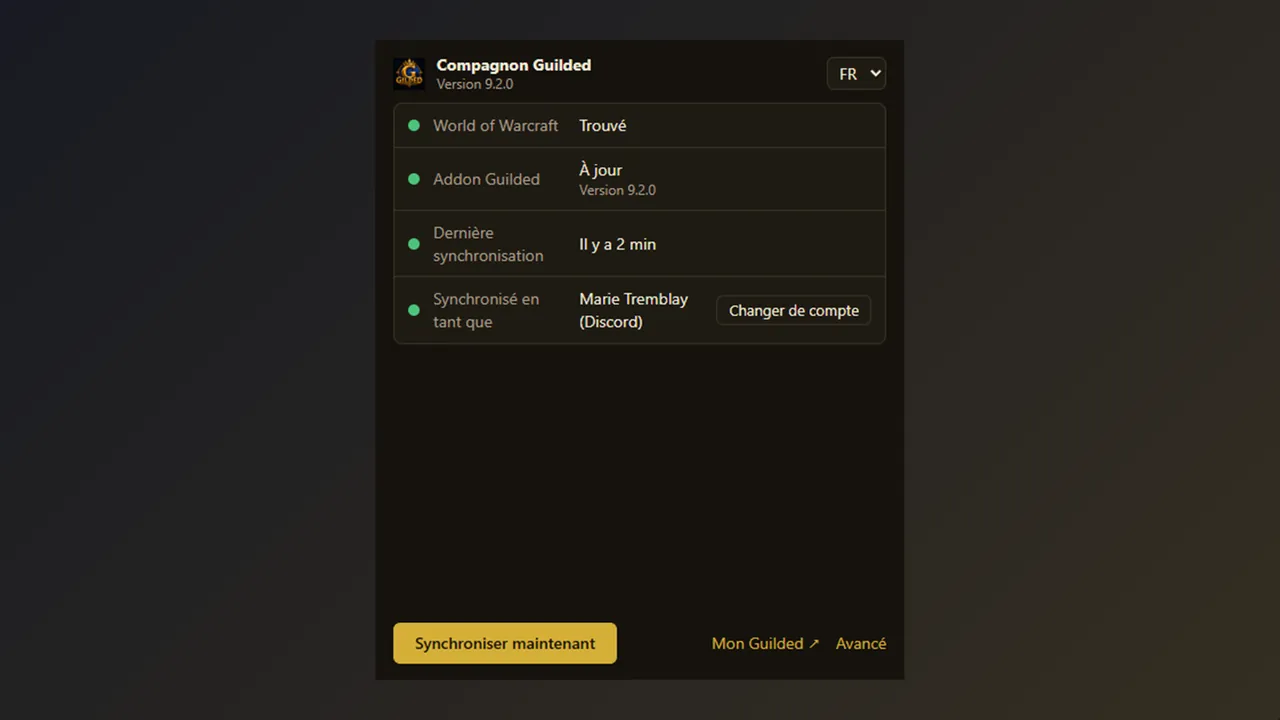 GILDED
Compagnon Guilded
Version 9.2.0
FR
World of Warcraft
Trouvé
Addon Guilded
À jour
Version 9.2.0
Dernière
synchronisation
Il y a 2 min
Synchronisé en
tant que
Marie Tremblay
(Discord)
Changer de compte
Synchroniser maintenant
Mon Guilded ↗
Avancé